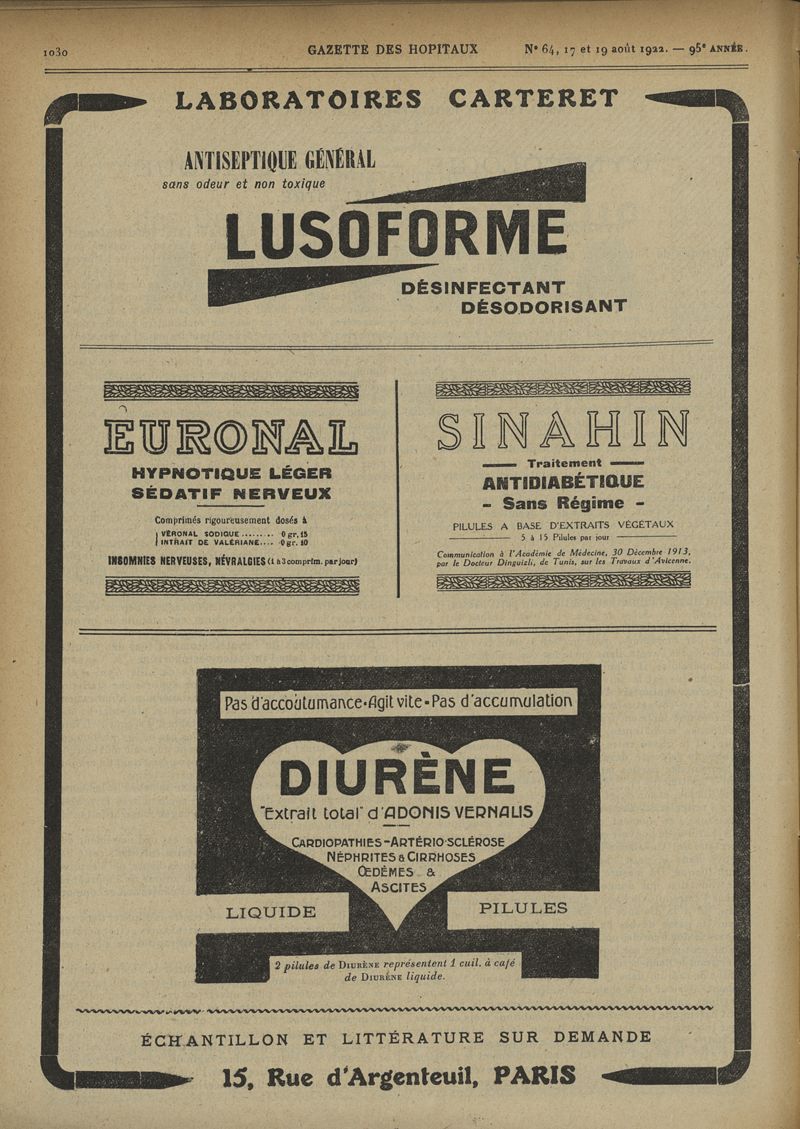 1030
GAZETTE DES HOPITAUX
N° 64, 17 et 19 août 1922. — 95e ANNÉE.
LABORATOIRES CARTERET
ANTISEPTIQUE GÉNÉRAL
sans odeur et non toxique
LUSOFORME
DÉSINFECTANT
DÉSODORISANT
EURONAL
HYPNOTIQUE LÉGER
SÉDATIF NERVEUX
Comprimés rigoureusement dosés à
VÉRONAL SODIQUE......... 0 gr. 15
INTRAIT DE VALÉRIANE.... 0 gr. 10
INSOMNIES NERVEUSES, NÉVRALGIES (1 à 3 comprim. par jour)
SINAHIN
Traitement
ANTIDIABÉTIQUE
- Sans Régime -
PILULES A BASE D'EXTRAITS VÉGÉTAUX
5 à 15 Pilules par jour
Communication à l'Académie de Médecine, 30 Décembre 1913,
par le Docteur Dinguizli, de Tunis, sur les Travaux d'Avicenne.
Pas d'accoûtumance•Agit vite-Pas d'accumulation
DIURÈNE
"Extrait total" d'ADONIS VERNALIS
CARDIOPATHIES-ARTÉRIO-SCLÉROSE
NÉPHRITES & CIRRHOSES
ŒDÈMES &
ASCITES
LIQUIDE
PILULES
2 pilules de DIURÈNE représentent 1 cuil. à café
de DIURÈNE liquide.
ÉCHANTILLON ET LITTÉRATURE SUR DEMANDE
15, Rue d'Argenteuil, PARIS